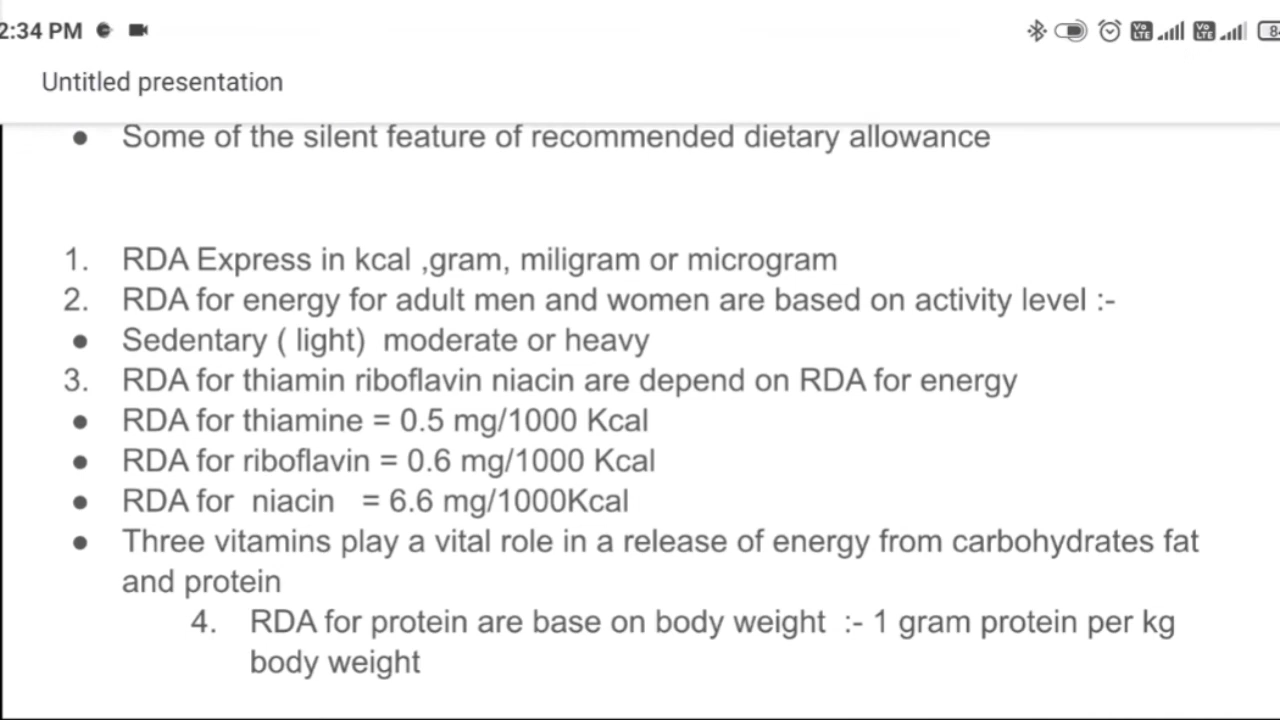 2:34 PM
Untitled presentation
• Some of the silent feature of recommended dietary allowance
1. RDA Express in kcal ,gram, miligram or microgram
2. RDA for energy for adult men and women are based on activity level :-
• Sedentary ( light) moderate or heavy
3. RDA for thiamin riboflavin niacin are depend on RDA for energy
• RDA for thiamine = 0.5 mg/1000 Kcal
• RDA for riboflavin = 0.6 mg/1000 Kcal
• RDA for niacin = 6.6 mg/1000Kcal
• Three vitamins play a vital role in a release of energy from carbohydrates fat
and protein
4. RDA for protein are base on body weight :- 1 gram protein per kg
body weight